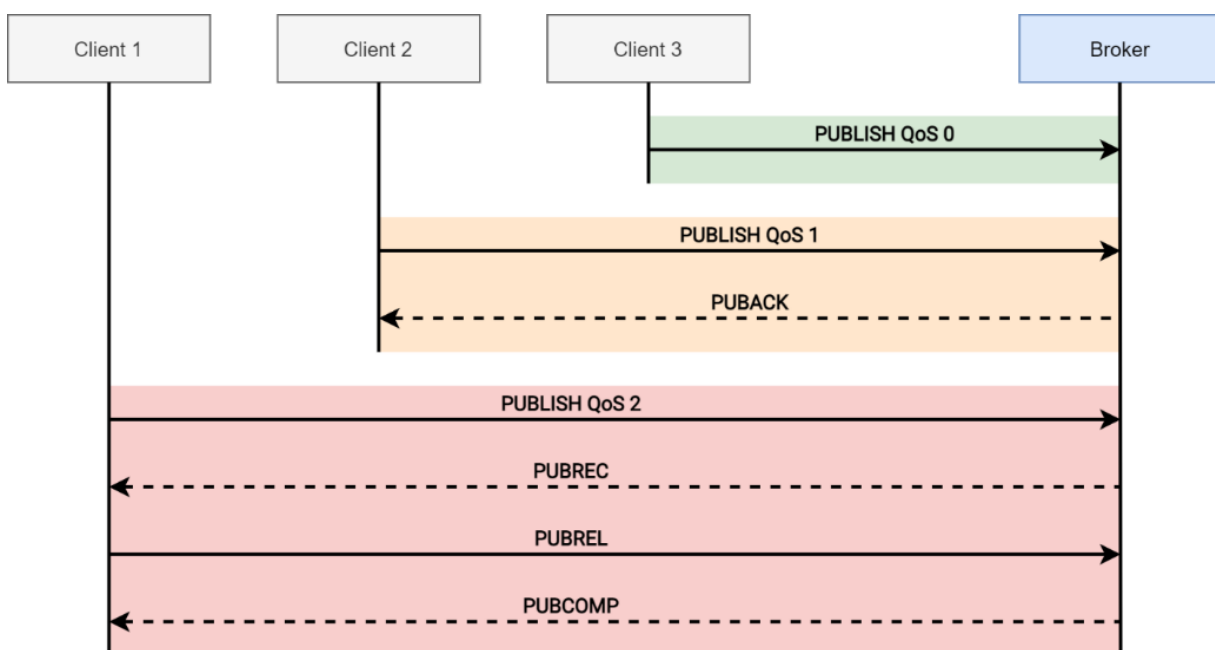 Client 1
Client 2
Client 3
Broker
PUBLISH QoS 0
PUBLISH QoS 1
PUBACK
PUBLISH QoS 2
PUBREC
PUBREL
PUBCOMP